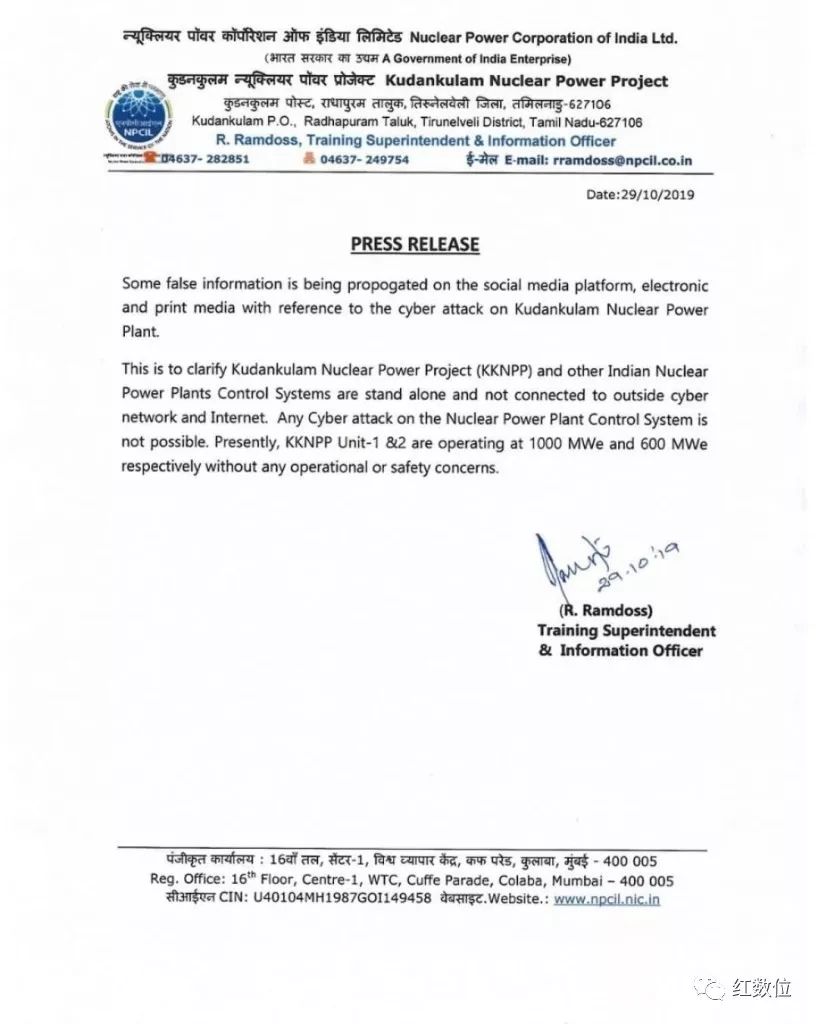 न्यूक्लियर पॉवर कॉर्पोरेशन ऑफ इंडिया लिमिटेड Nuclear Power Corporation of India Ltd.
(भारत सरकार का उद्यम A Government of India Enterprise)
कुडनकुलम न्यूक्लियर पॉवर प्रोजेक्ट Kudankulam Nuclear Power Project
कुडनकुलम पोस्ट, राधापुरम तालुक, तिरुनेलवेली जिला, तमिलनाडु-627106
Kudankulam P.O., Radhapuram Taluk, Tirunelveli District, Tamil Nadu-627106
R. Ramdoss, Training Superintendent & Information Officer
NPCIL
04637- 282851 04637- 249754 ई-मेल E-mail: rramdoss@npcil.co.in
Date:29/10/2019
PRESS RELEASE
Some false information is being propogated on the social media platform, electronic
and print media with reference to the cyber attack on Kudankulam Nuclear Power
Plant.
This is to clarify Kudankulam Nuclear Power Project (KKNPP) and other Indian Nuclear
Power Plants Control Systems are stand alone and not connected to outside cyber
network and Internet. Any Cyber attack on the Nuclear Power Plant Control System is
not possible. Presently, KKNPP Unit-1 &2 are operating at 1000 MWe and 600 MWe
respectively without any operational or safety concerns.
29.10.19
(R. Ramdoss)
Training Superintendent
& Information Officer
पंजीकृत कार्यालय : 16वाँ तल, सेंटर-1, विश्व व्यापार केंद्र, कफ परेड, कुलाबा, मुंबई - 400 005
Reg. Office: 16th Floor, Centre-1, WTC, Cuffe Parade, Colaba, Mumbai – 400 005
सीआईएन CIN: U40104MH1987GOI149458 वेबसाइट.Website.: www.npcil.nic.in
红数位